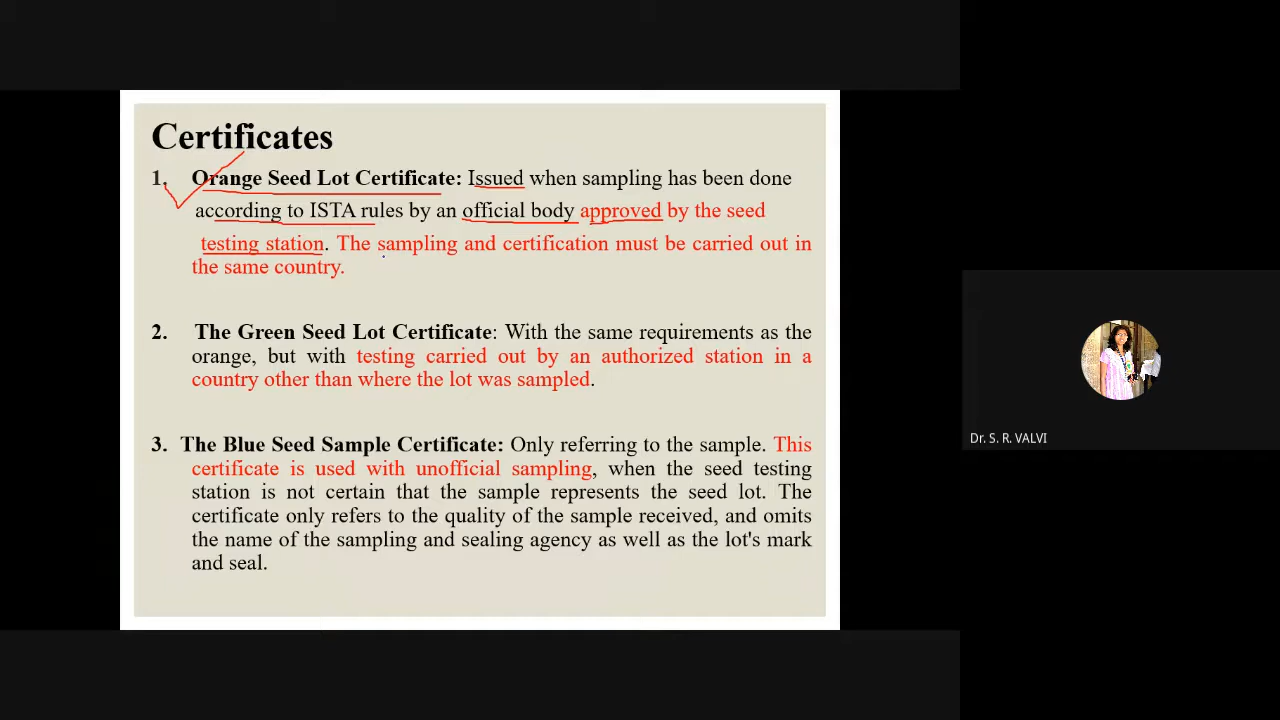 Certificates
1. Orange Seed Lot Certificate: Issued when sampling has been done
according to ISTA rules by an official body approved by the seed
testing station. The sampling and certification must be carried out in
the same country.
2. The Green Seed Lot Certificate: With the same requirements as the
orange, but with testing carried out by an authorized station in a
country other than where the lot was sampled.
3. The Blue Seed Sample Certificate: Only referring to the sample. This
certificate is used with unofficial sampling, when the seed testing
station is not certain that the sample represents the seed lot. The
certificate only refers to the quality of the sample received, and omits
the name of the sampling and sealing agency as well as the lot's mark
and seal.
Dr. S. R. VALVI